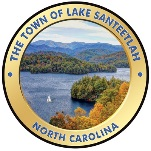 • THE TOWN OF LAKE SANTEETLAH •
NORTH CAROLINA